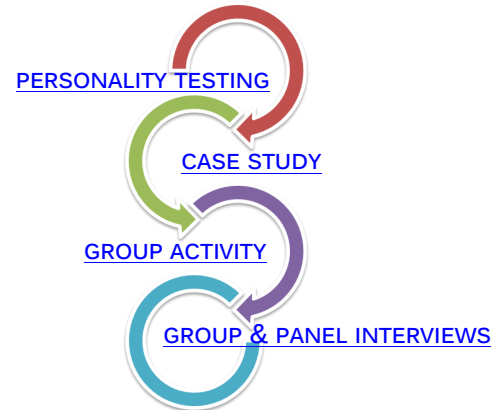 PERSONALITY TESTING
CASE STUDY
GROUP ACTIVITY
GROUP & PANEL INTERVIEWS